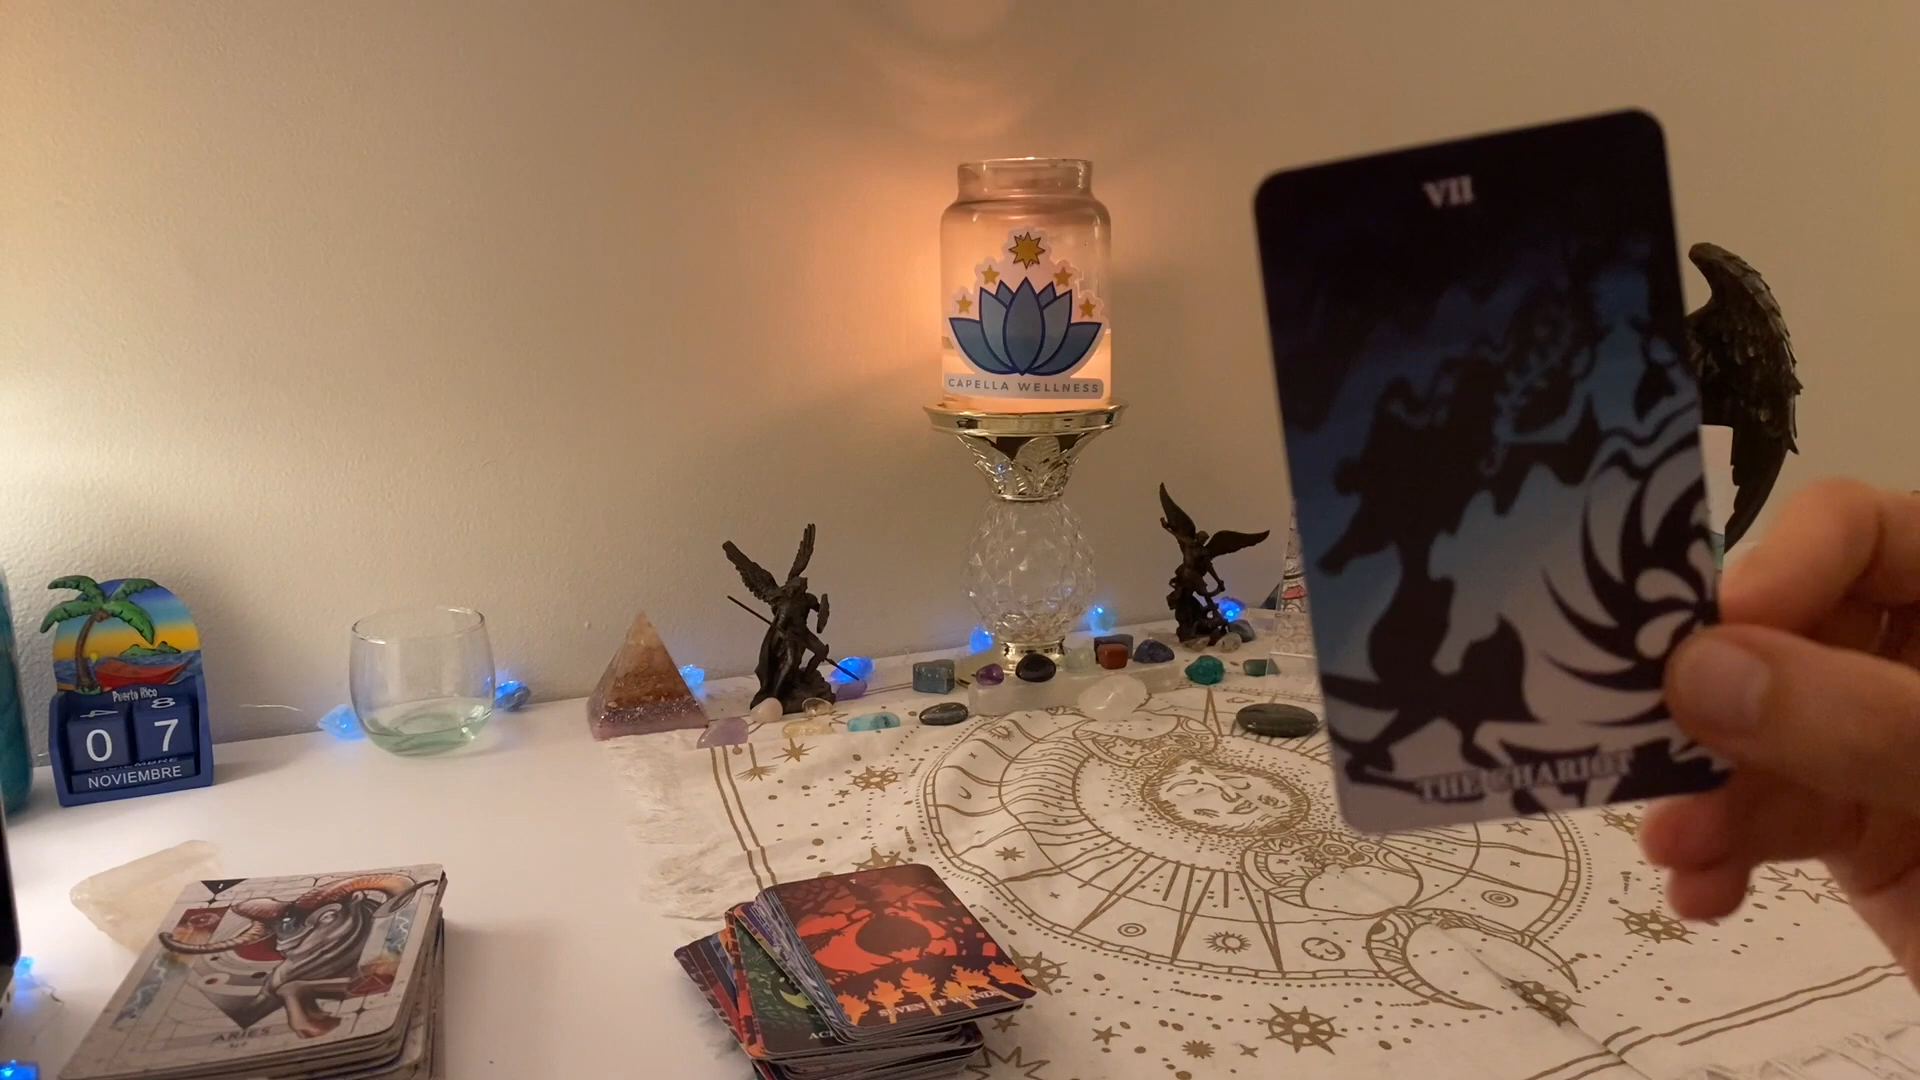 VII
THE CHARIOT
CAPELLA WELLNESS
Puerto Rico
0 7
NOVIEMBRE
ARIES
SEVEN OF WANDS